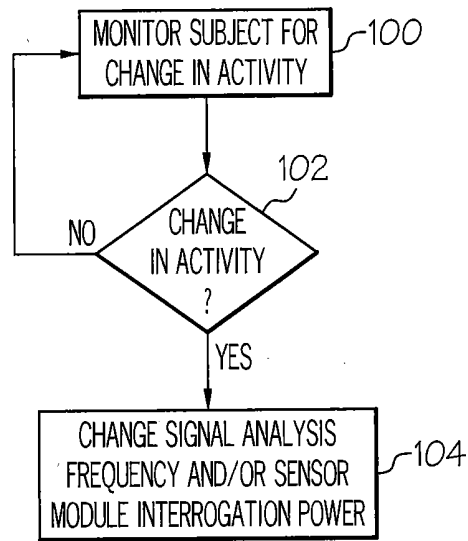 MONITOR SUBJECT FOR
CHANGE IN ACTIVITY
100
102
CHANGE
IN ACTIVITY
?
NO
YES
CHANGE SIGNAL ANALYSIS
FREQUENCY AND/OR SENSOR
MODULE INTERROGATION POWER
104